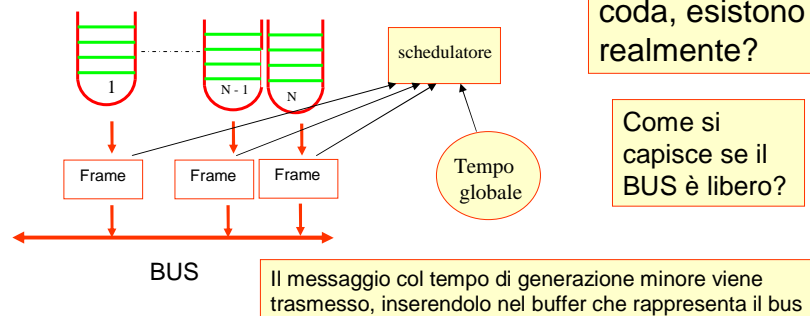 coda, esistono
realmente?
schedulatore
1
N - 1
N
Come si
capisce se il
BUS è libero?
Frame
Frame
Frame
Tempo
globale
BUS
Il messaggio col tempo di generazione minore viene
trasmesso, inserendolo nel buffer che rappresenta il bus